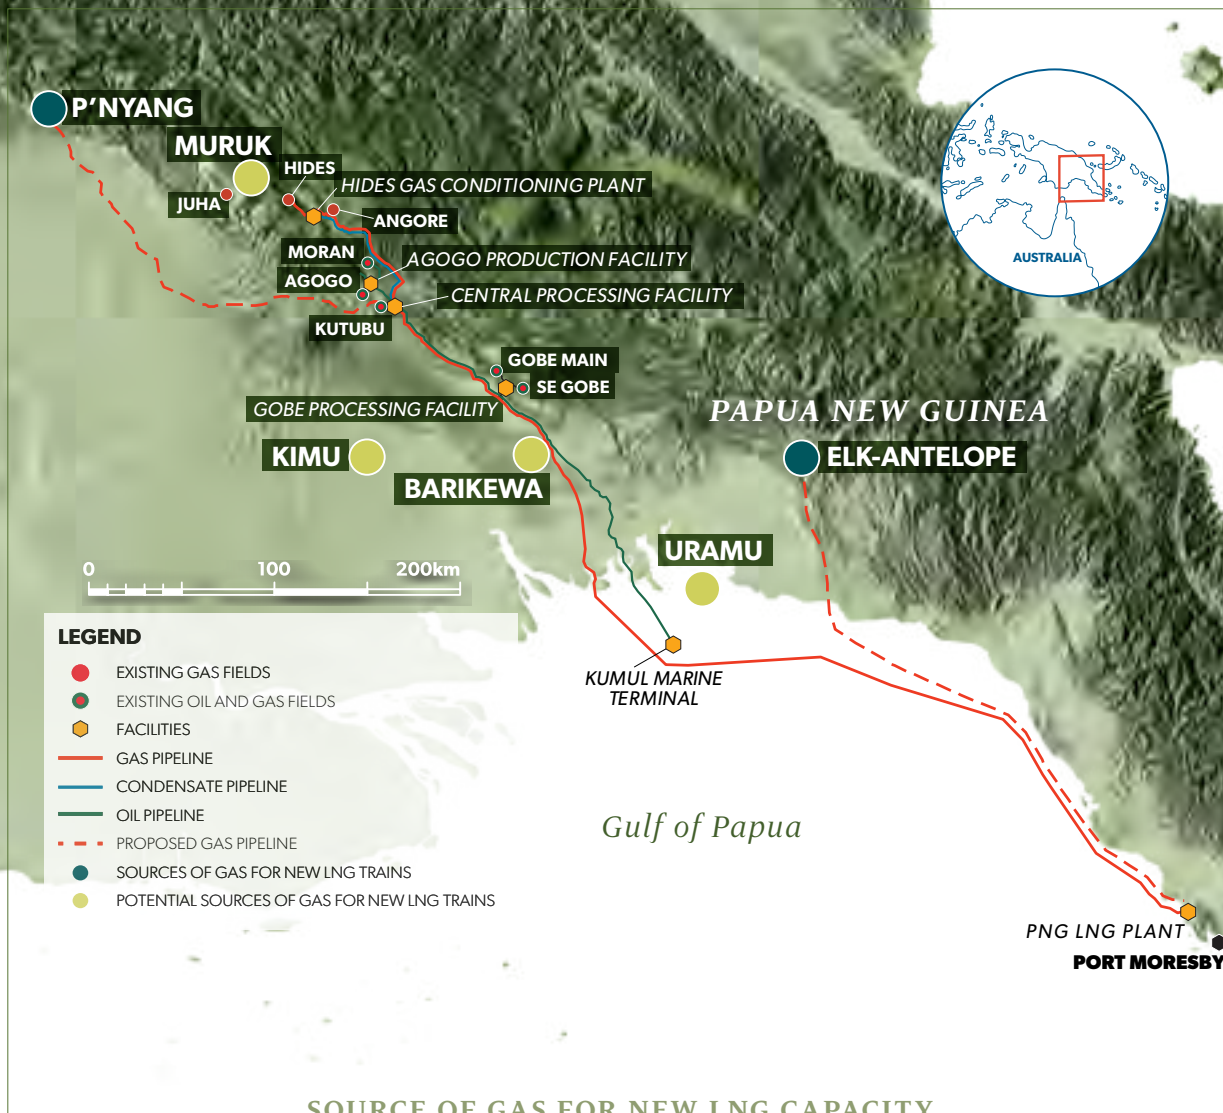 P'NYANG
MURUK
HIDES
HIDES GAS CONDITIONING PLANT
JUHA
ANGORE
MORAN
AGOGO PRODUCTION FACILITY
AGOGO
CENTRAL PROCESSING FACILITY
KUTUBU
AUSTRALIA
GOBE MAIN
SE GOBE
GOBE PROCESSING FACILITY
PAPUA NEW GUINEA
KIMU
BARIKEWA
ELK-ANTELOPE
URAMU
0 100 200km
KUMUL MARINE
TERMINAL
Gulf of Papua
LEGEND
EXISTING GAS FIELDS
EXISTING OIL AND GAS FIELDS
FACILITIES
GAS PIPELINE
CONDENSATE PIPELINE
OIL PIPELINE
PROPOSED GAS PIPELINE
SOURCES OF GAS FOR NEW LNG TRAINS
POTENTIAL SOURCES OF GAS FOR NEW LNG TRAINS
PNG LNG PLANT
PORT MORESBY
SOURCE OF GAS FOR NEW LNG CAPACITY